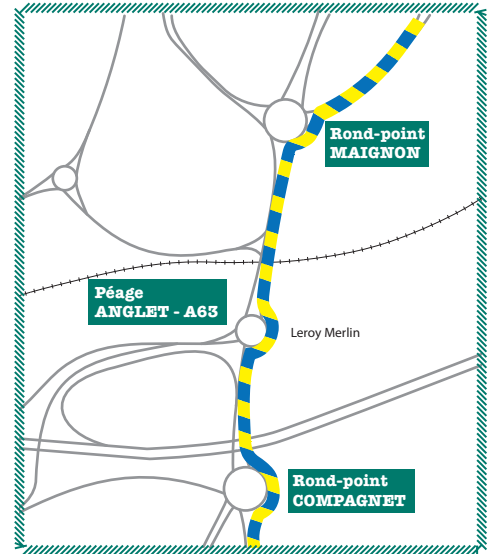 Rond-point
MAIGNON
Péage
ANGLET - A63
Leroy Merlin
Rond-point
COMPAGNET